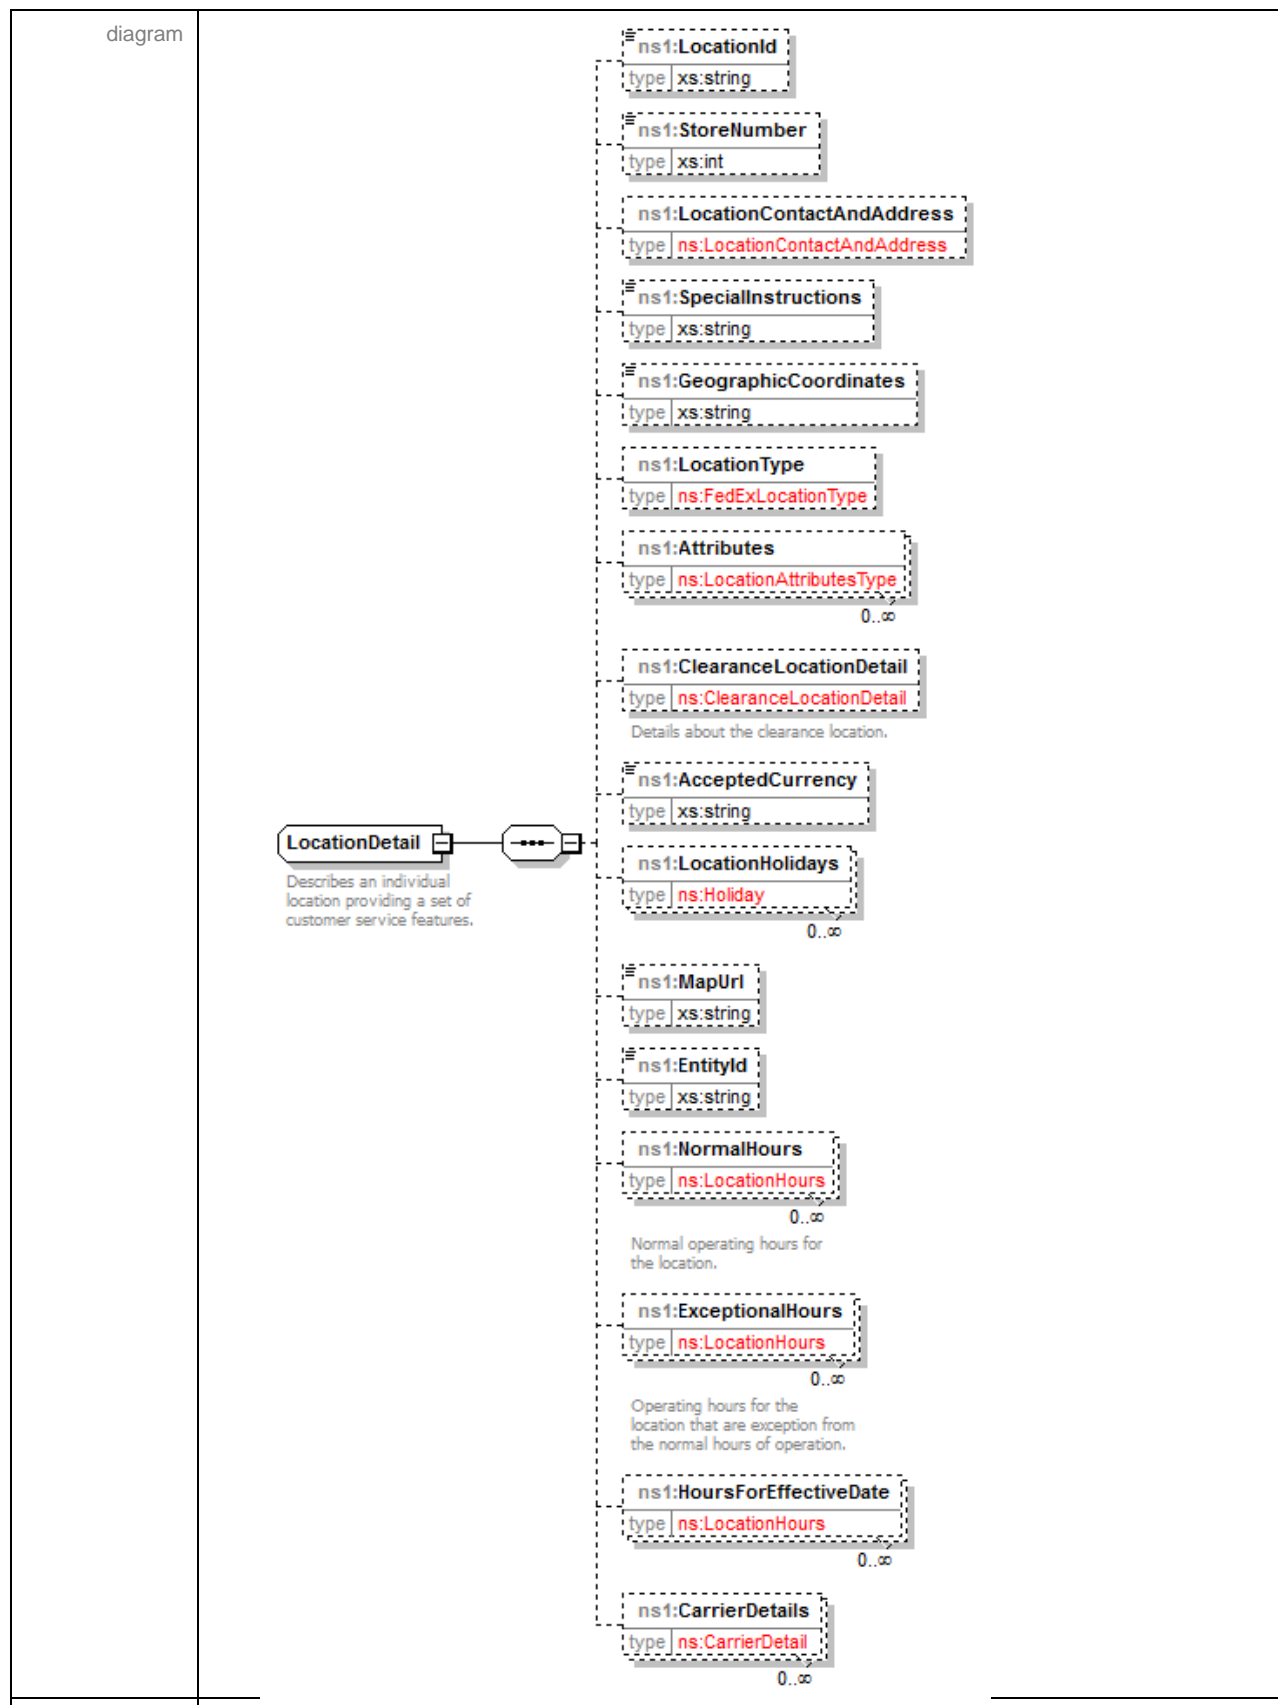 diagram
ns1:LocationId
type xs:string
ns1:StoreNumber
type xs:int
ns1:LocationContactAndAddress
type ns:LocationContactAndAddress
ns1:SpecialInstructions
type xs:string
ns1:GeographicCoordinates
type xs:string
ns1:LocationType
type ns:FedExLocationType
ns1:Attributes
type ns:LocationAttributesType
0..∞
ns1:ClearanceLocationDetail
type ns:ClearanceLocationDetail
Details about the clearance location.
ns1:AcceptedCurrency
type xs:string
LocationDetail
Describes an individual
location providing a set of
customer service features.
ns1:LocationHolidays
type ns:Holiday
0..∞
ns1:MapUrl
type xs:string
ns1:EntityId
type xs:string
ns1:NormalHours
type ns:LocationHours
0..∞
Normal operating hours for
the location.
ns1:ExceptionalHours
type ns:LocationHours
0..∞
Operating hours for the
location that are exception from
the normal hours of operation.
ns1:HoursForEffectiveDate
type ns:LocationHours
0..∞
ns1:CarrierDetails
type ns:CarrierDetail
0..∞